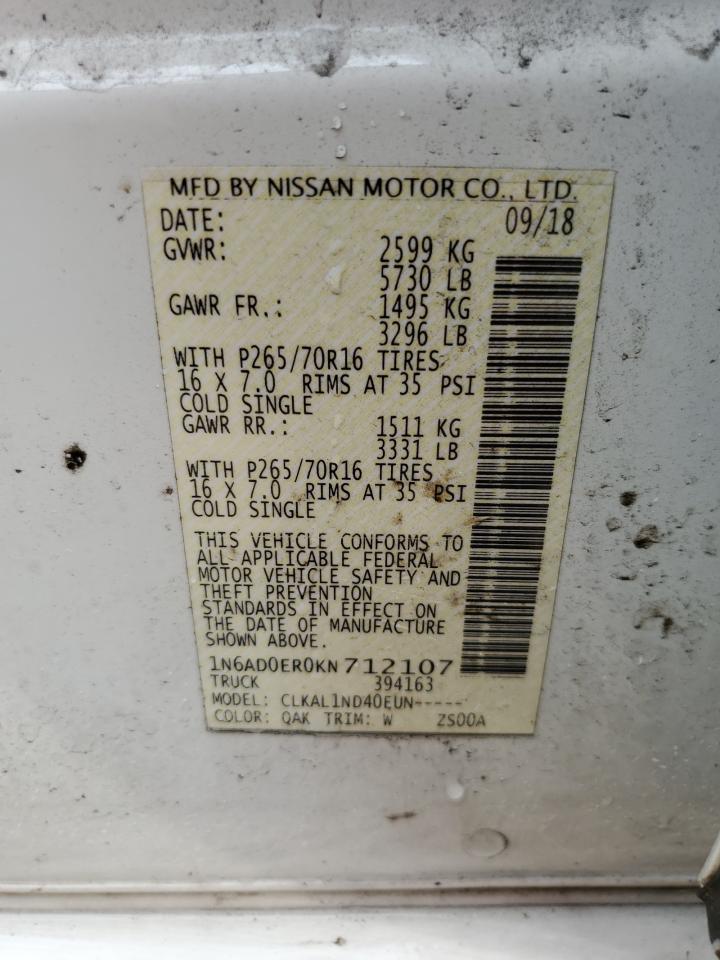 MFD BY NISSAN MOTOR CO., LTD.
DATE: 09/18
GVWR: 2599 KG
5730 LB
GAWR FR.: 1495 KG
3296 LB
WITH P265/70R16 TIRES
16 X 7.0 RIMS AT 35 PSI
COLD SINGLE
GAWR RR.: 1511 KG
3331 LB
WITH P265/70R16 TIRES
16 X 7.0 RIMS AT 35 PSI
COLD SINGLE
THIS VEHICLE CONFORMS TO
ALL APPLICABLE FEDERAL
MOTOR VEHICLE SAFETY AND
THEFT PREVENTION
STANDARDS IN EFFECT ON
THE DATE OF MANUFACTURE
SHOWN ABOVE.
1N6AD0ER0KN712107
TRUCK 394163
MODEL: CLKAL1ND40EUN-----
COLOR: QAK TRIM: W ZS00A